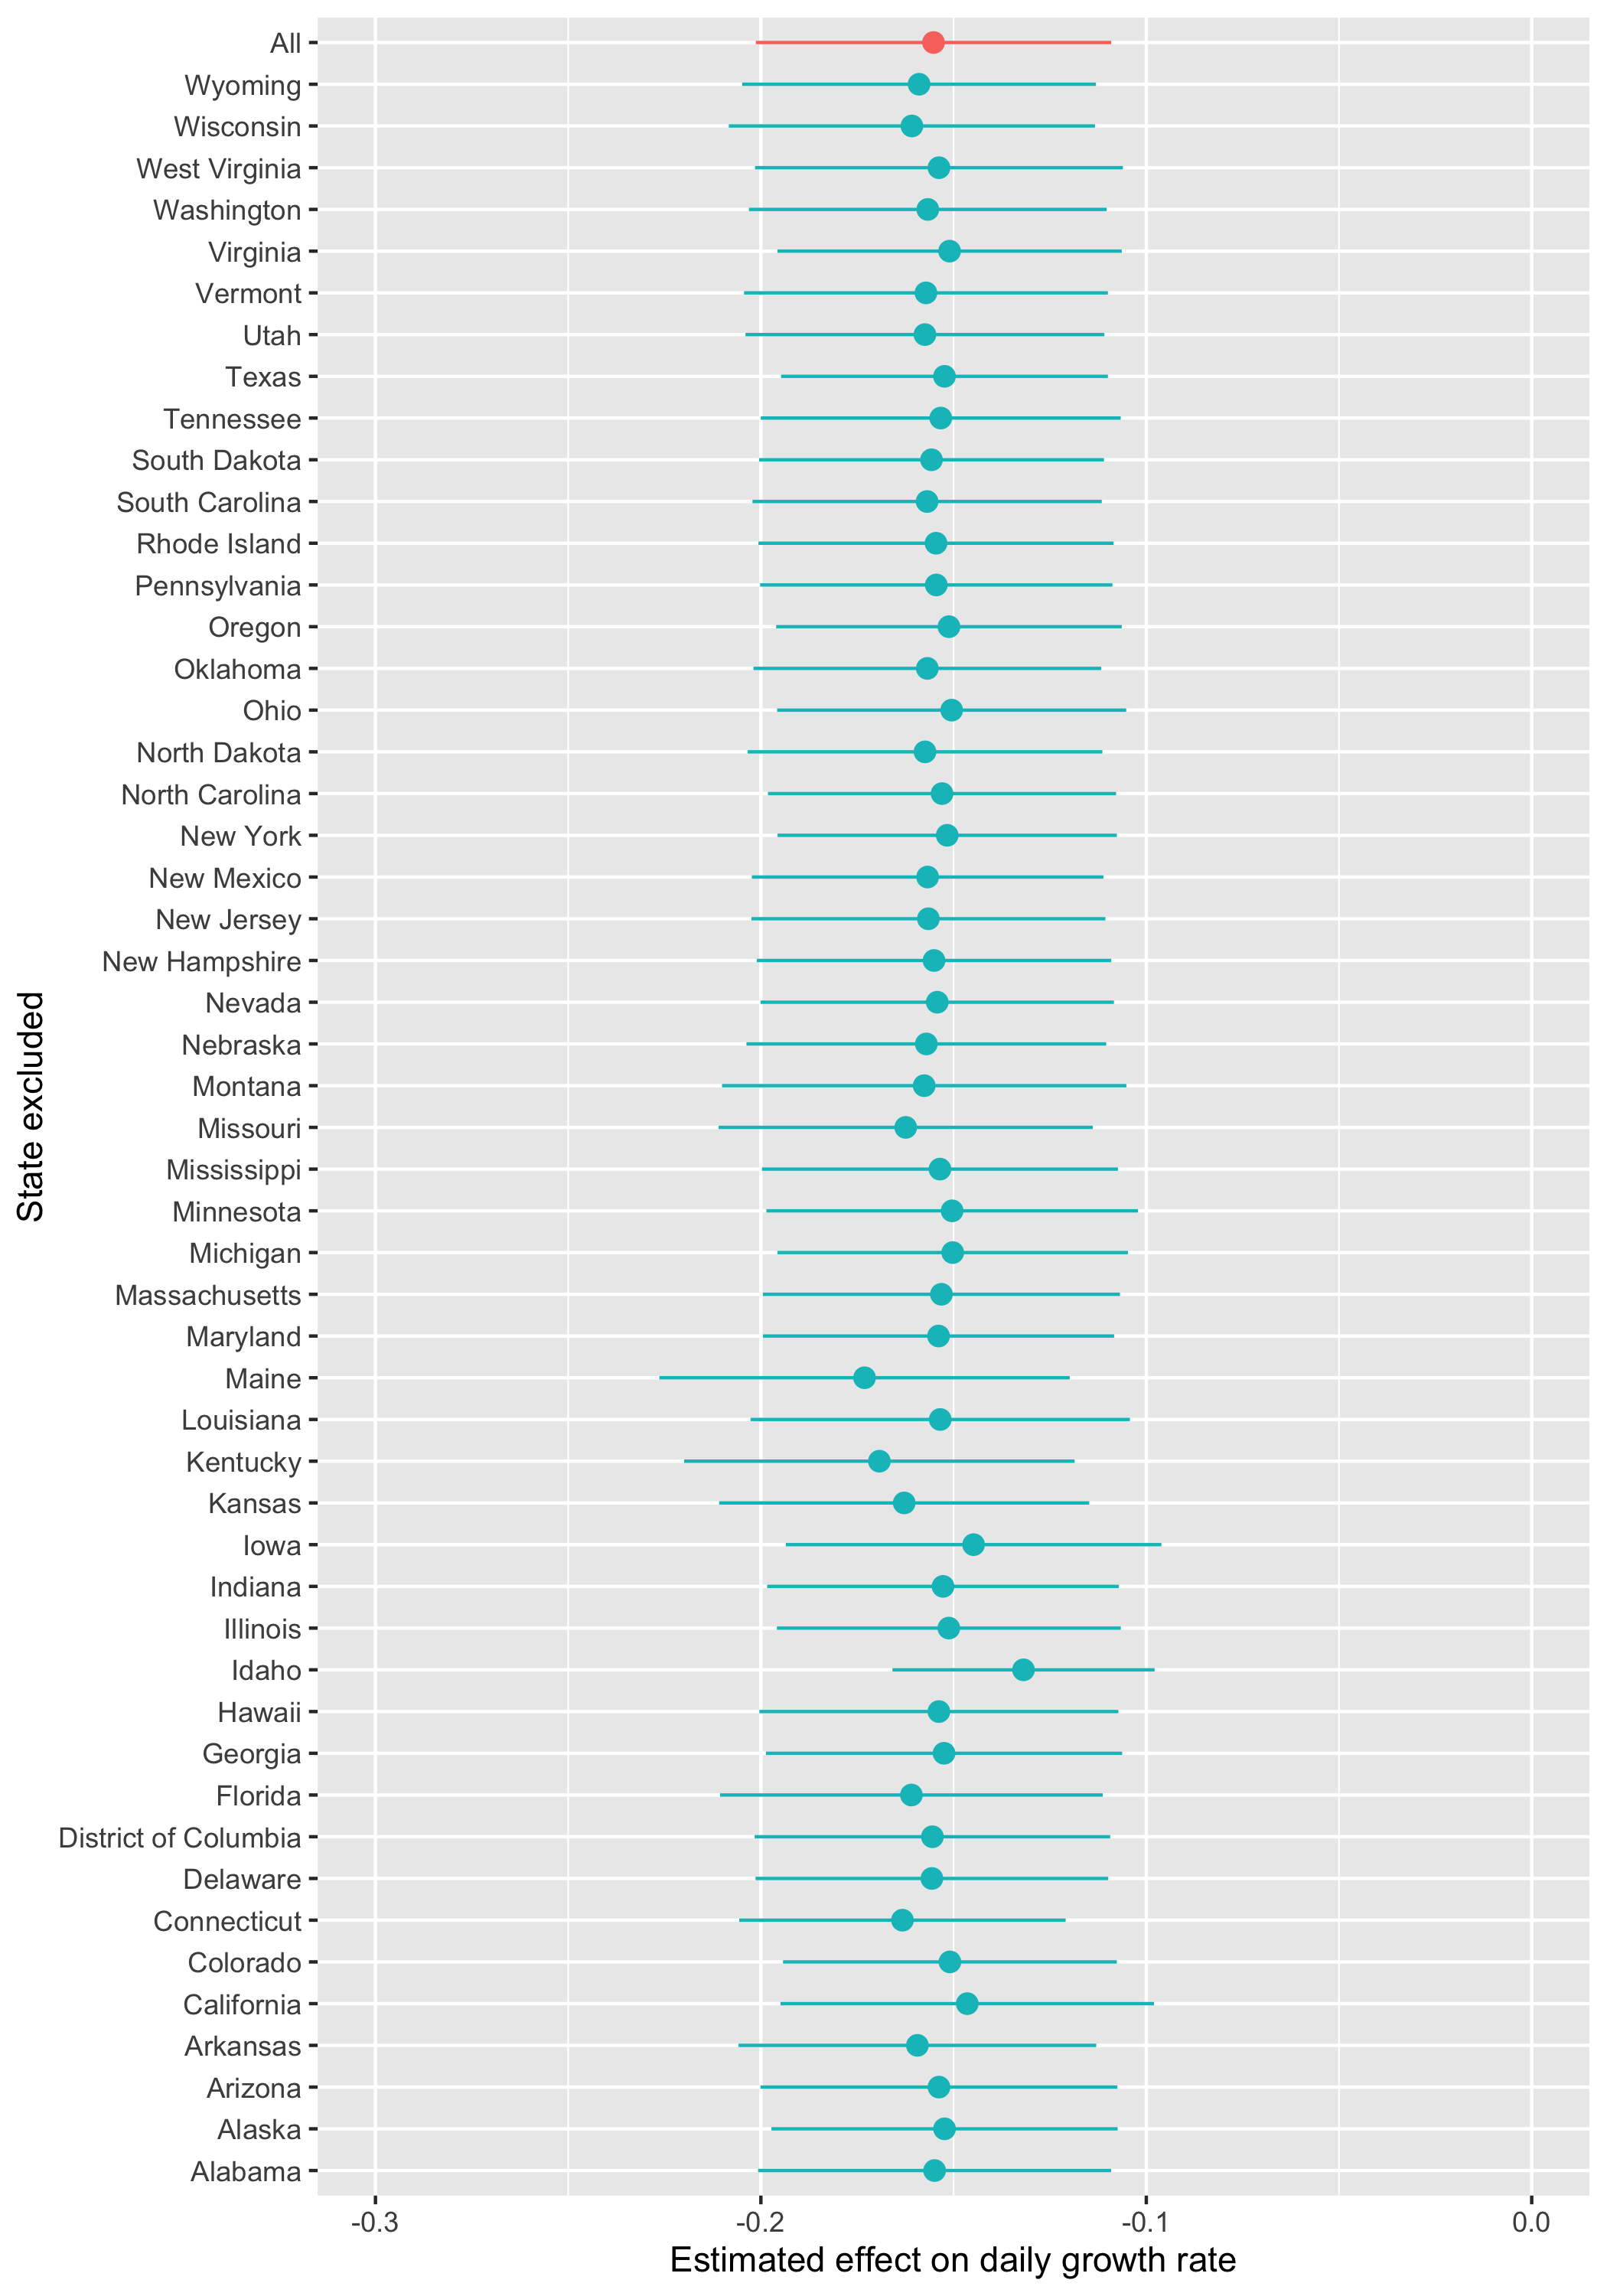 All
Wyoming
Wisconsin
West Virginia
Washington
Virginia
Vermont
Utah
Texas
Tennessee
South Dakota
South Carolina
Rhode Island
Pennsylvania
Oregon
Oklahoma
Ohio
North Dakota
North Carolina
New York
New Mexico
New Jersey
New Hampshire
Nevada
Nebraska
Montana
Missouri
Mississippi
Minnesota
Michigan
Massachusetts
Maryland
Maine
Louisiana
Kentucky
Kansas
Iowa
Indiana
Illinois
Idaho
Hawaii
Georgia
Florida
District of Columbia
Delaware
Connecticut
Colorado
California
Arkansas
Arizona
Alaska
Alabama
State excluded
-0.3 -0.2 -0.1 0.0
Estimated effect on daily growth rate